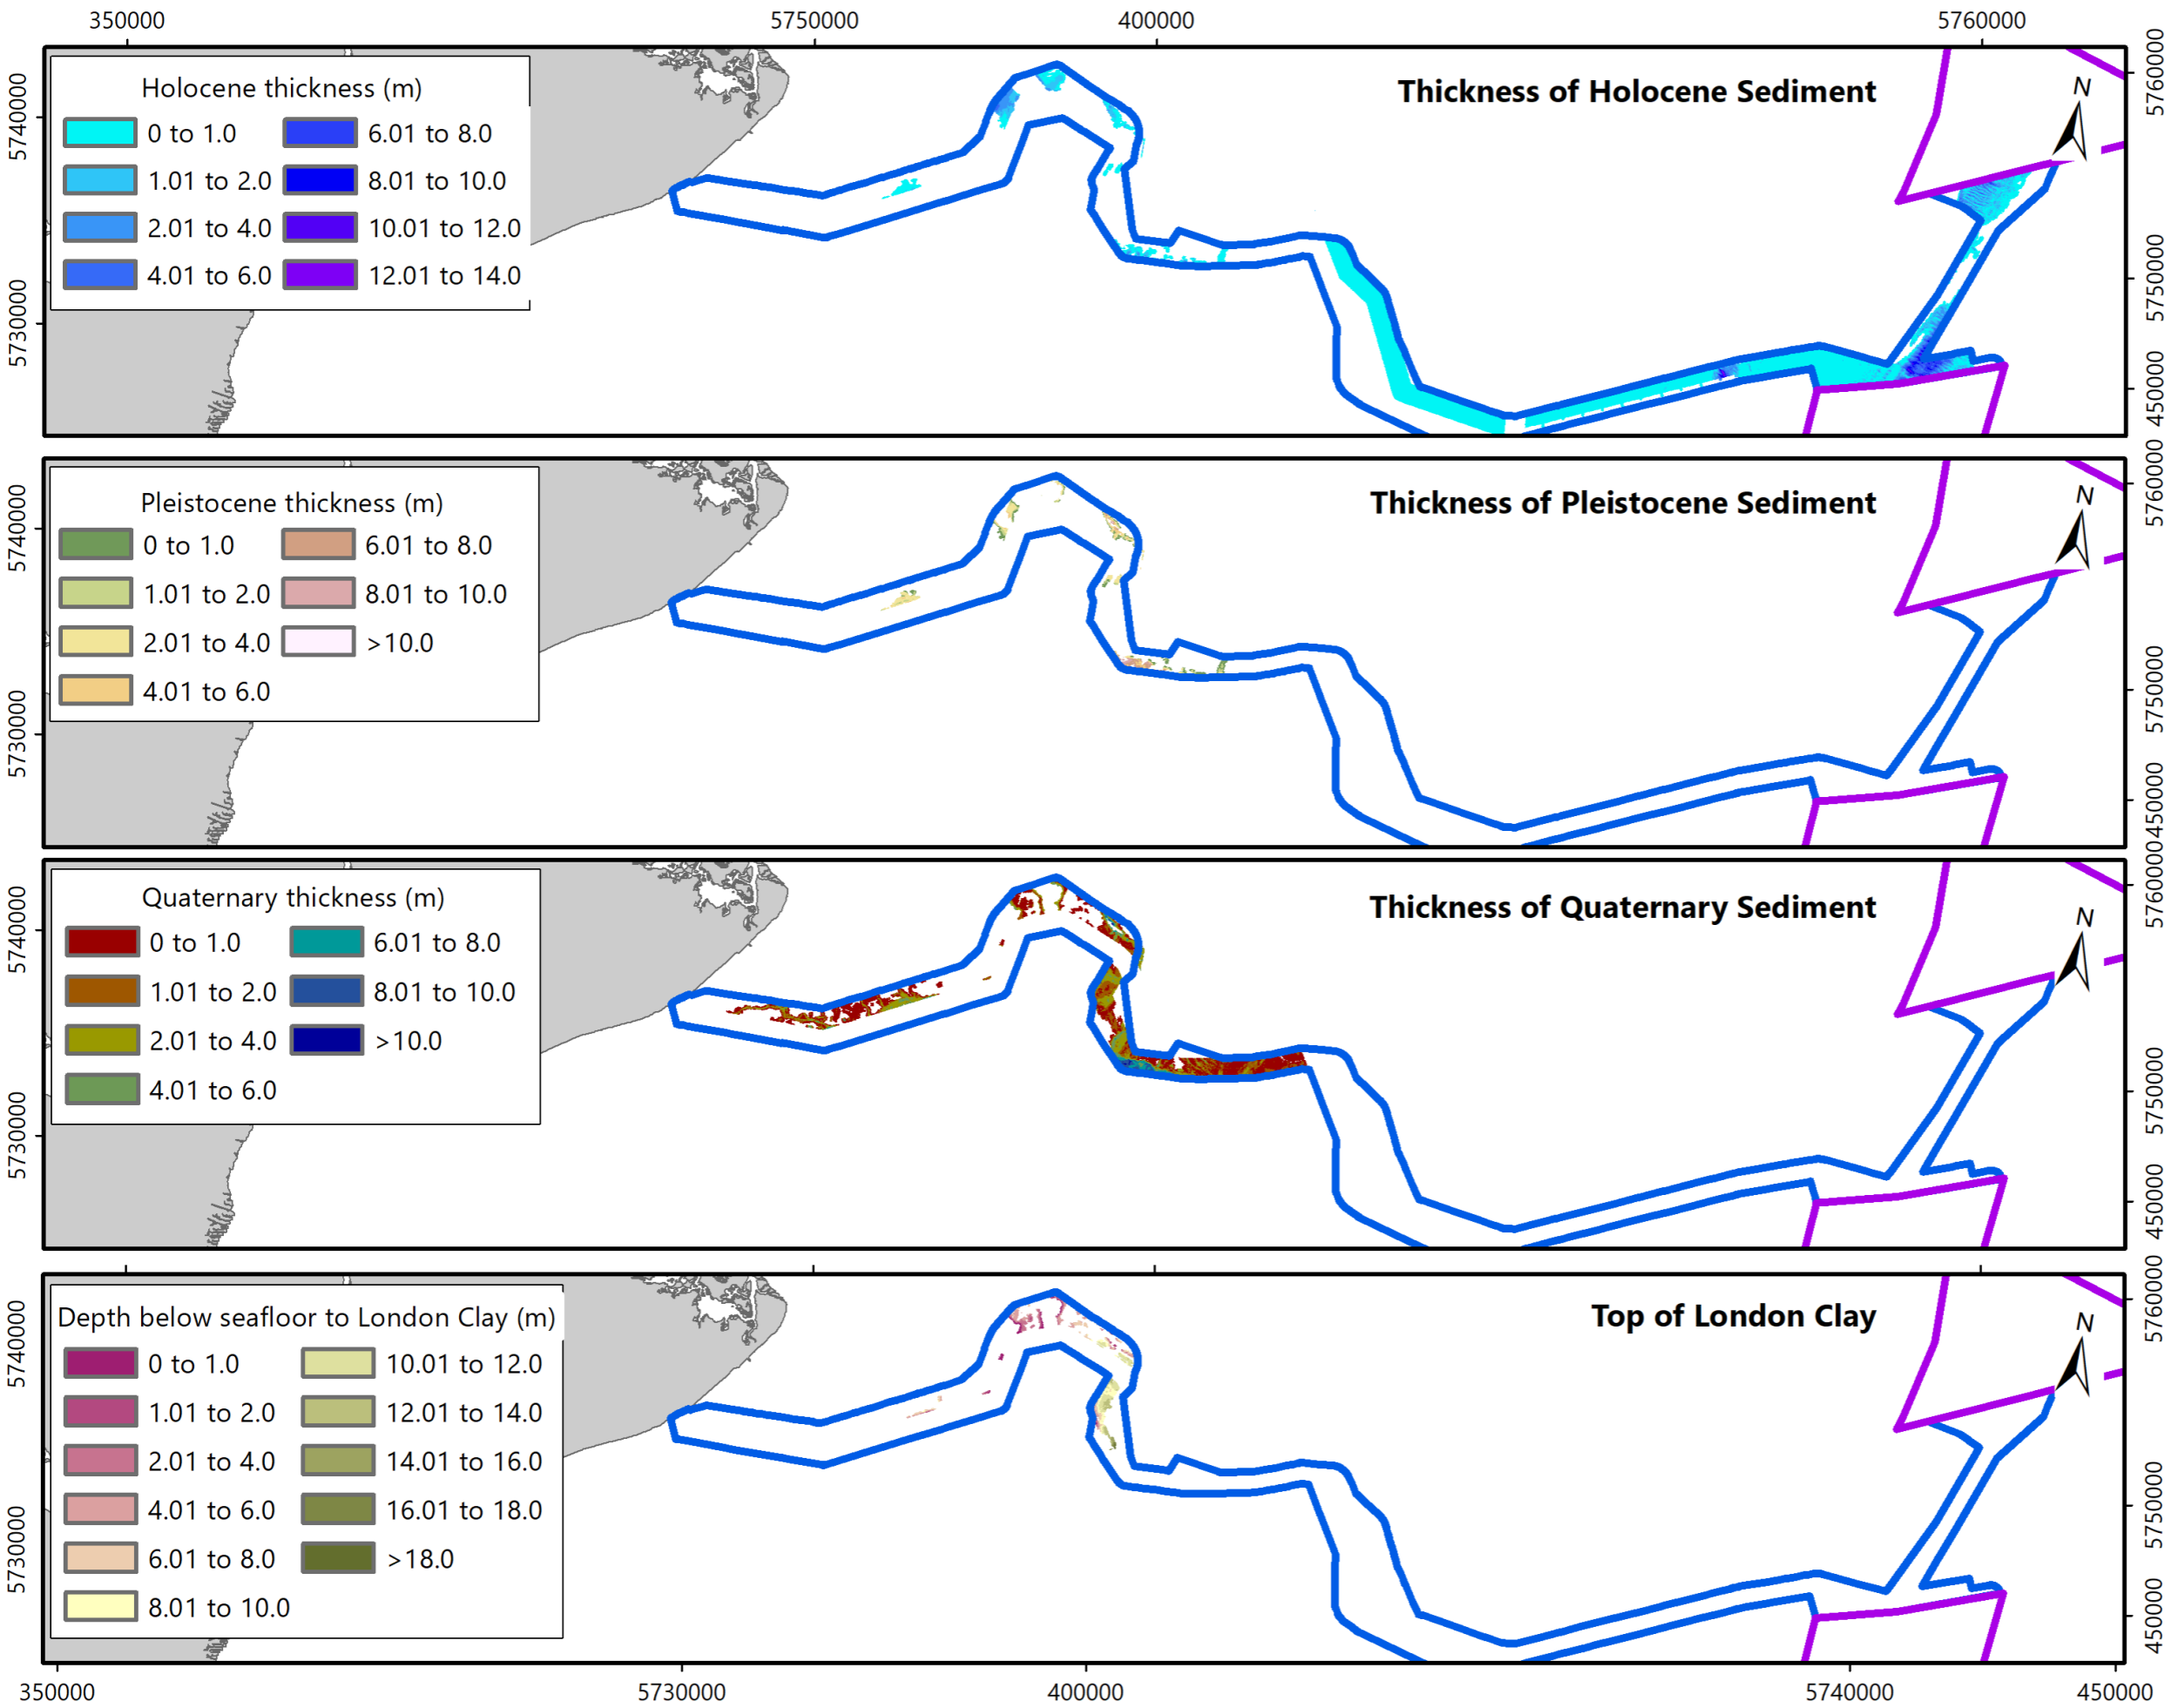 350000 5750000 400000 5760000
Holocene thickness (m)
0 to 1.0 6.01 to 8.0
1.01 to 2.0 8.01 to 10.0
2.01 to 4.0 10.01 to 12.0
4.01 to 6.0 12.01 to 14.0
Thickness of Holocene Sediment
N
5740000
5730000
5760000
5750000
450000
Pleistocene thickness (m)
0 to 1.0 6.01 to 8.0
1.01 to 2.0 8.01 to 10.0
2.01 to 4.0 >10.0
4.01 to 6.0
Thickness of Pleistocene Sediment
N
5740000
5730000
5760000
5750000
450000
Quaternary thickness (m)
0 to 1.0 6.01 to 8.0
1.01 to 2.0 8.01 to 10.0
2.01 to 4.0 >10.0
4.01 to 6.0
Thickness of Quaternary Sediment
N
5740000
5730000
5760000
5750000
450000
Depth below seafloor to London Clay (m)
0 to 1.0 10.01 to 12.0
1.01 to 2.0 12.01 to 14.0
2.01 to 4.0 14.01 to 16.0
4.01 to 6.0 16.01 to 18.0
6.01 to 8.0 >18.0
8.01 to 10.0
Top of London Clay
N
5740000
5730000
5760000
5750000
450000
350000 5730000 400000 5740000 450000